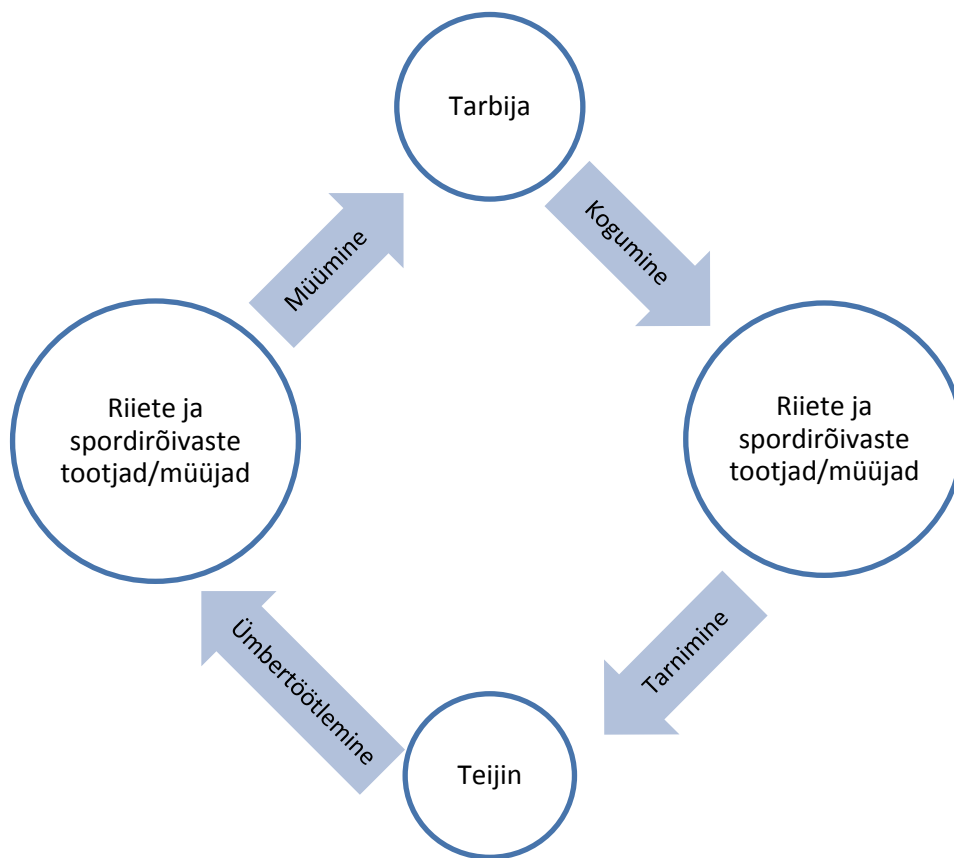 Tarbija
Müümine
Kogumine
Riiete ja
spordirõivaste
tootjad/müüjad
Riiete ja
spordirõivaste
tootjad/müüjad
Ümbertöötlemine
Tarnimine
Teijin